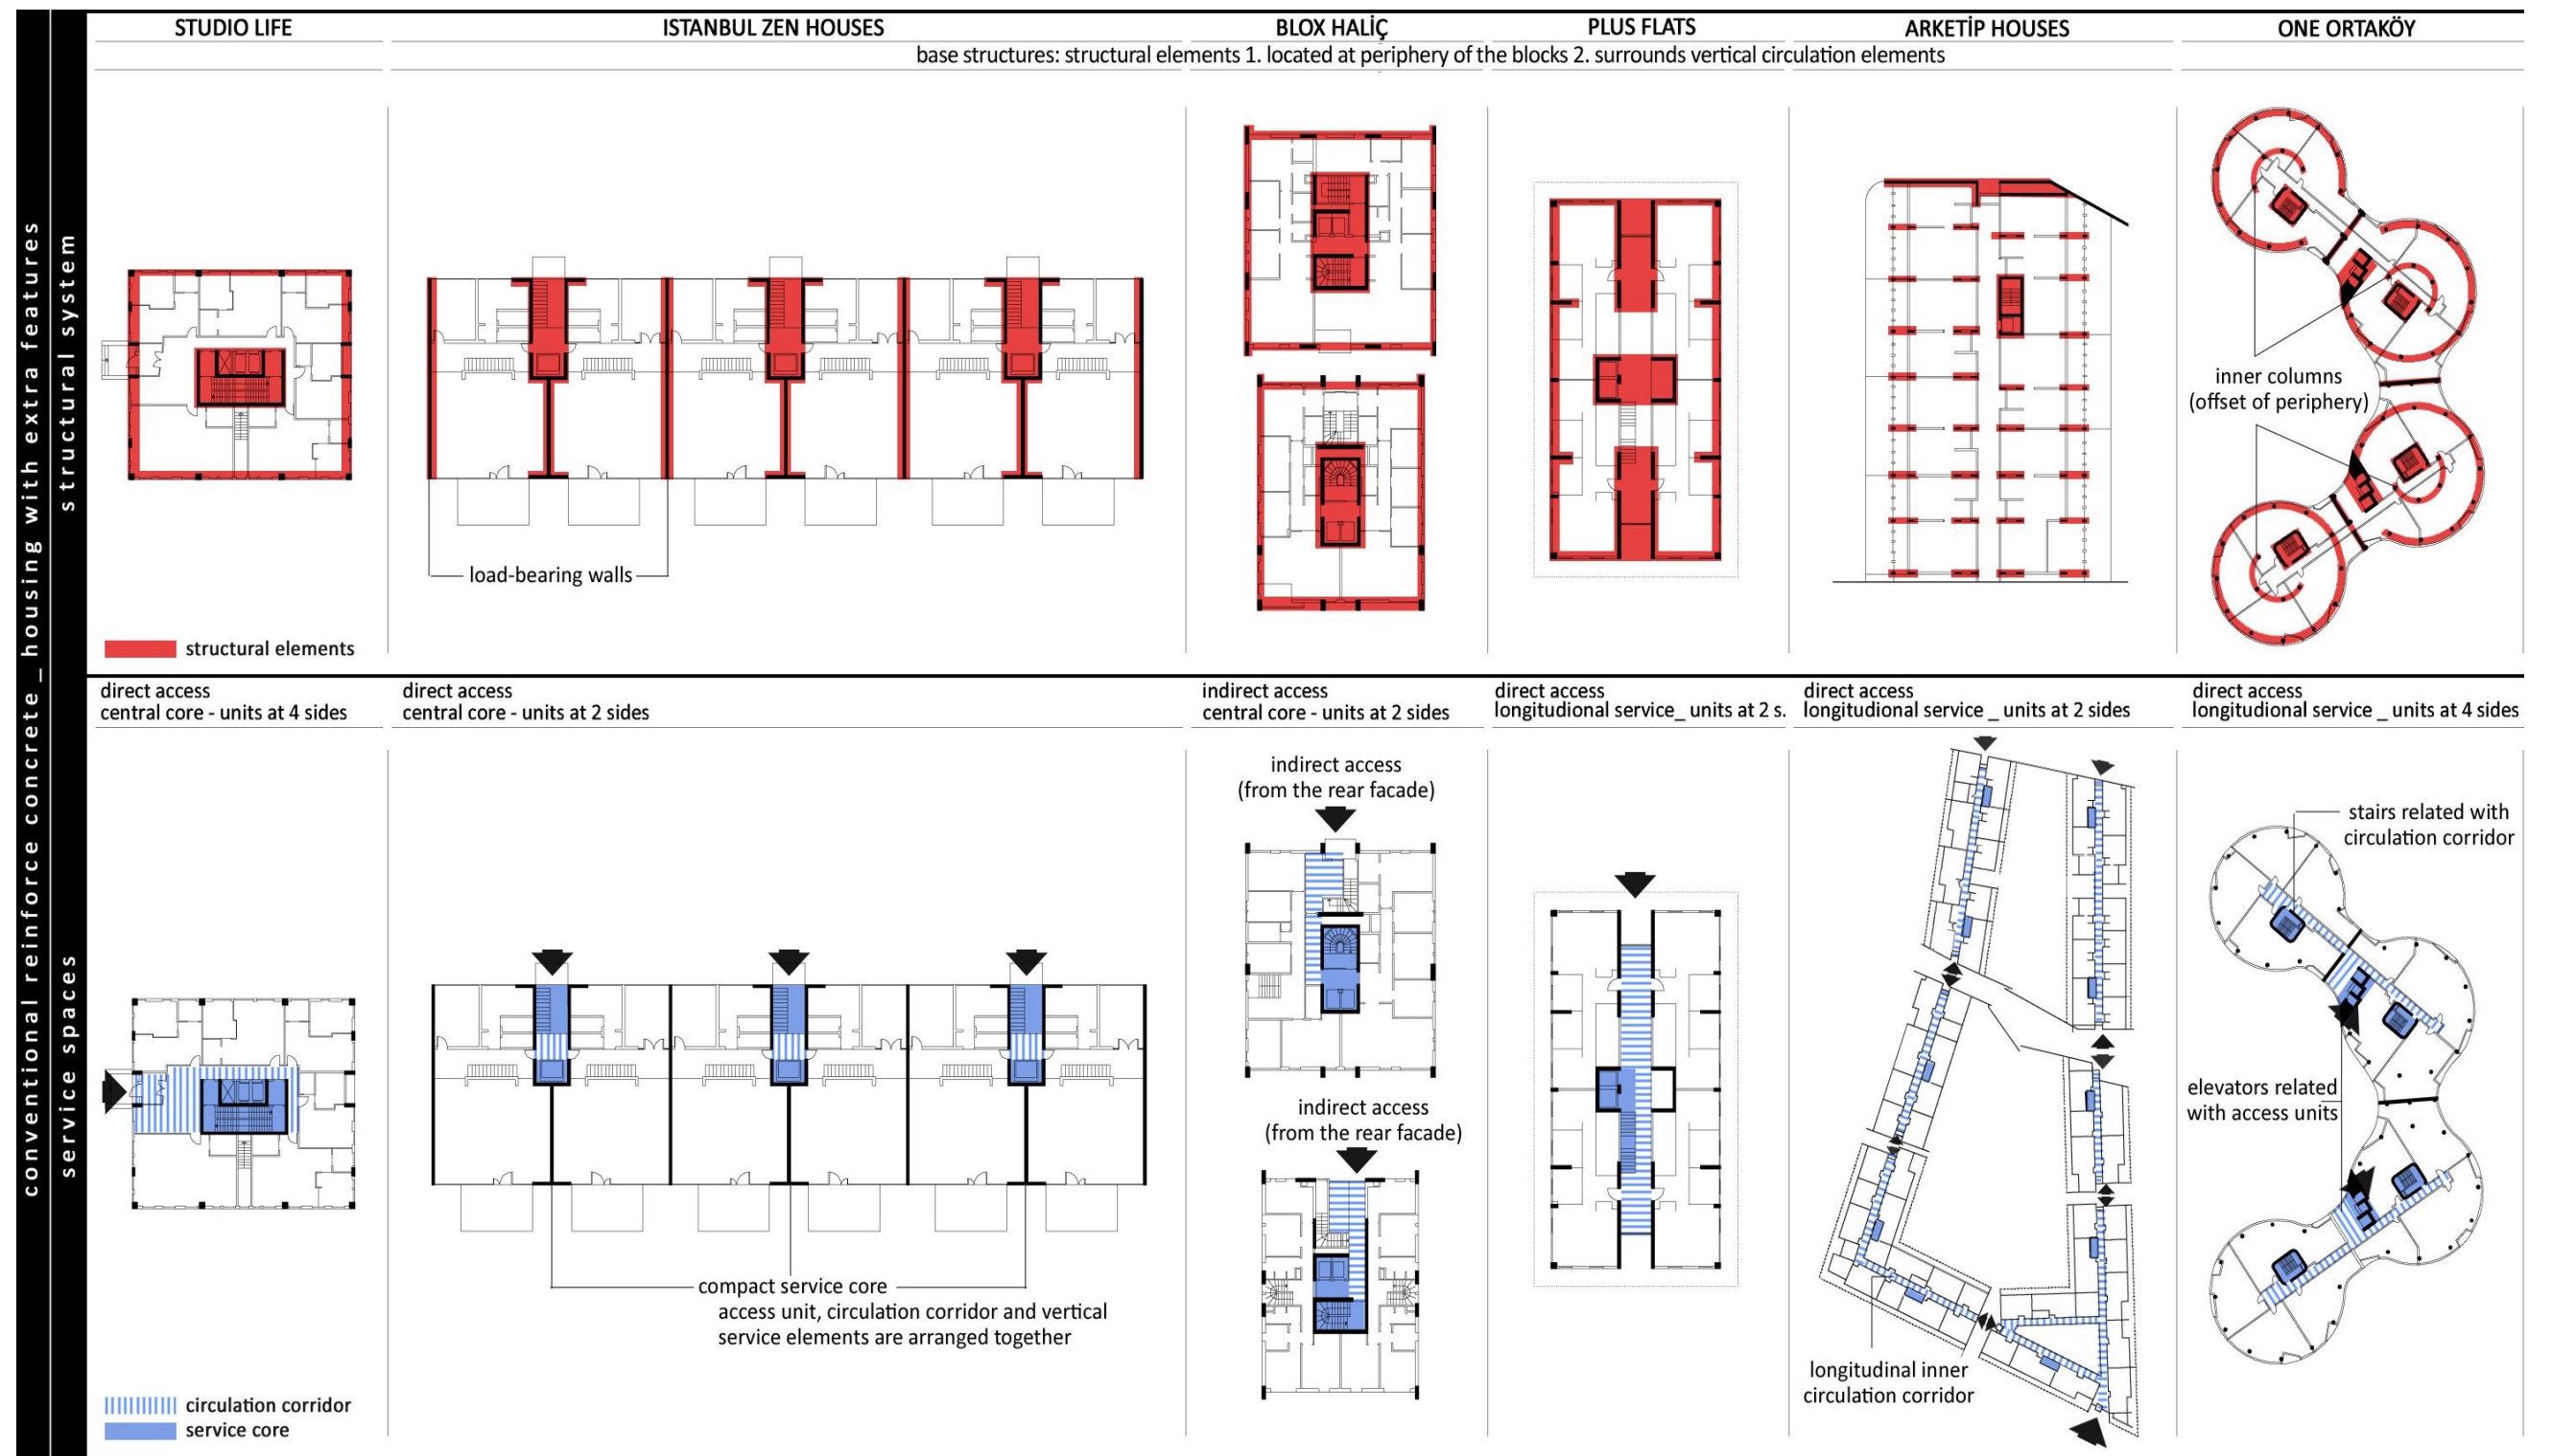 STUDIO LIFE
ISTANBUL ZEN HOUSES
BLOX HALİÇ
PLUS FLATS
ARKETİP HOUSES
ONE ORTAKÖY
base structures: structural elements 1. located at periphery of the blocks 2. surrounds vertical circulation elements
conventional reinforce concrete_housing with extra features
structural system
inner columns
(offset of periphery)
load-bearing walls
structural elements
direct access
central core - units at 4 sides
direct access
central core - units at 2 sides
indirect access
central core - units at 2 sides
direct access
longitudional service_ units at 2 s.
direct access
longitudional service _ units at 2 sides
direct access
longitudional service _ units at 4 sides
service spaces
indirect access
(from the rear facade)
stairs related with
circulation corridor
elevators related
with access units
indirect access
(from the rear facade)
compact service core
access unit, circulation corridor and vertical
service elements are arranged together
longitudinal inner
circulation corridor
circulation corridor
service core